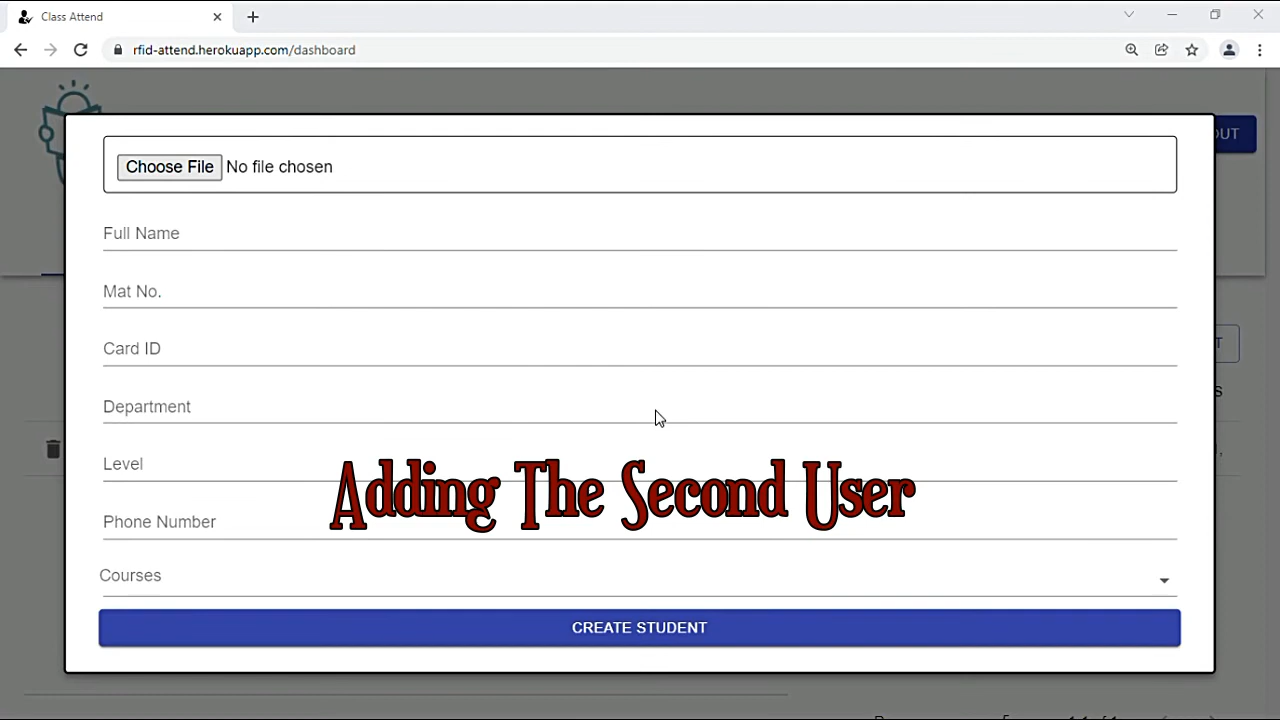 Class Attend
rfid-attend.herokuapp.com/dashboard
OUT
Choose File No file chosen
Full Name
Mat No.
Card ID
Department
Level
Adding The Second User
Phone Number
Courses
CREATE STUDENT